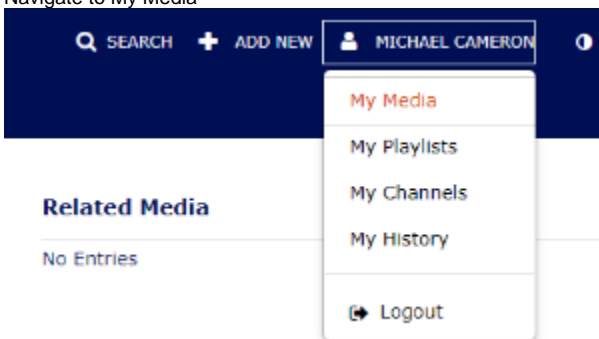 Navigate to My Media
SEARCH ADD NEW MICHAEL CAMERON
My Media
My Playlists
My Channels
My History
Logout
Related Media
No Entries